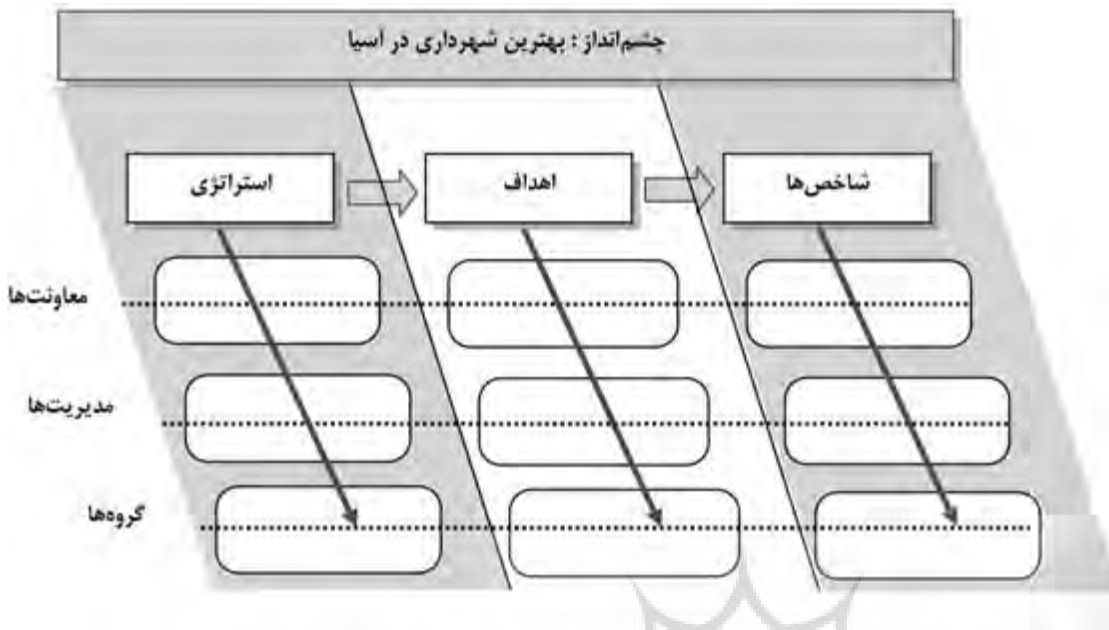 چشم‌انداز : بهترین شهرداری در آسیا
استراتژی
اهداف
شاخص‌ها
معاونت‌ها
مدیریت‌ها
گروه‌ها